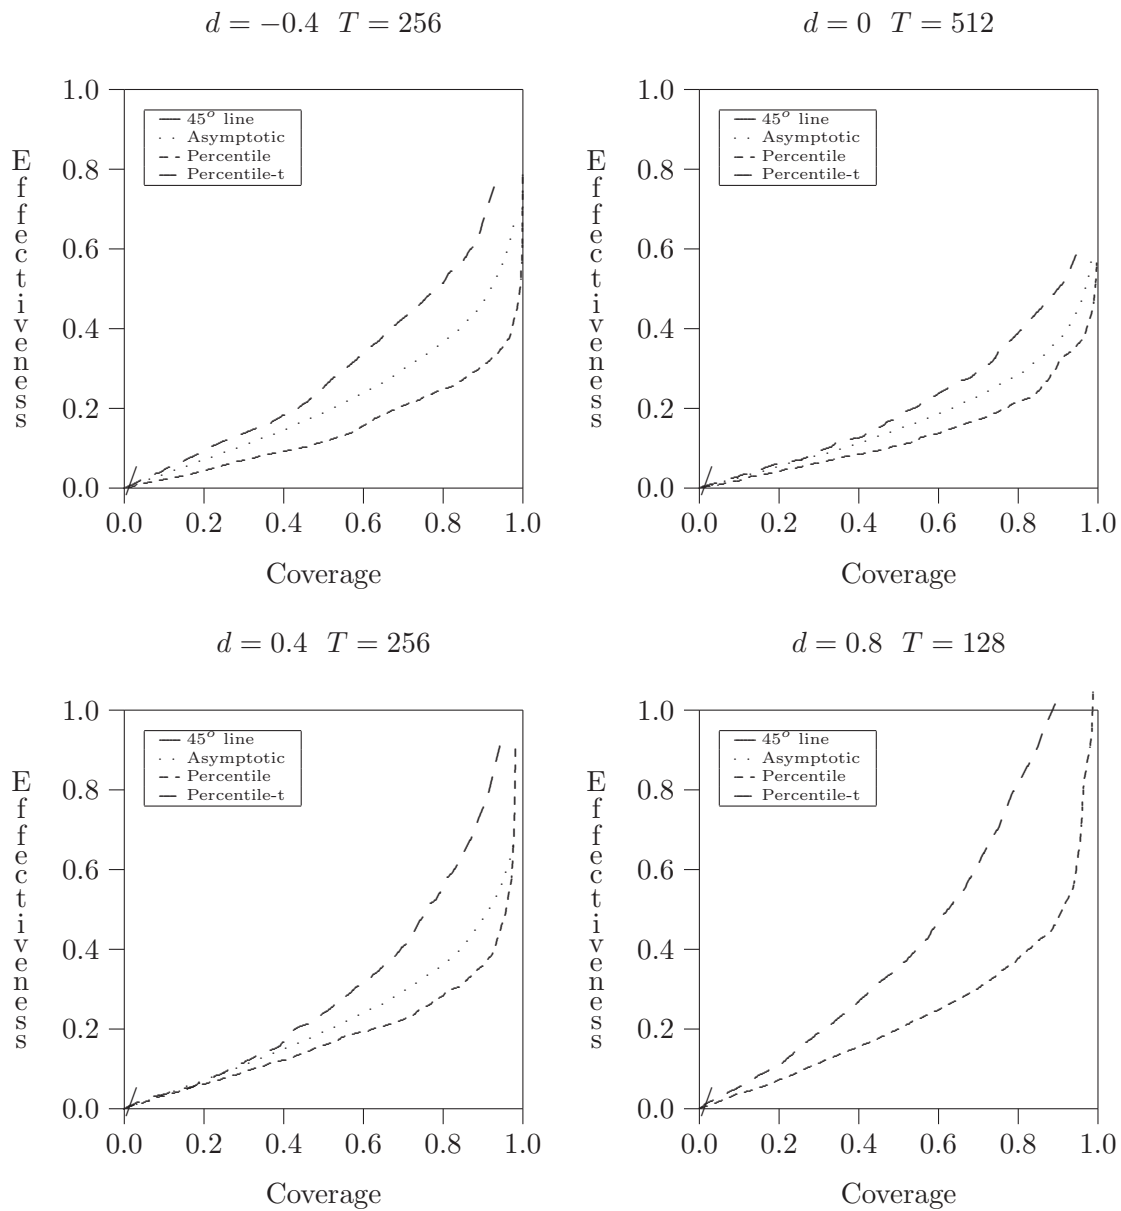 d = −0.4 T = 256
1.0
0.8
0.6
0.4
0.2
0.0
0.0 0.2 0.4 0.6 0.8 1.0
Effectiveness
Coverage
45° line
Asymptotic
Percentile
Percentile-t
d = 0 T = 512
1.0
0.8
0.6
0.4
0.2
0.0
0.0 0.2 0.4 0.6 0.8 1.0
Effectiveness
Coverage
45° line
Asymptotic
Percentile
Percentile-t
d = 0.4 T = 256
1.0
0.8
0.6
0.4
0.2
0.0
0.0 0.2 0.4 0.6 0.8 1.0
Effectiveness
Coverage
45° line
Asymptotic
Percentile
Percentile-t
d = 0.8 T = 128
1.0
0.8
0.6
0.4
0.2
0.0
0.0 0.2 0.4 0.6 0.8 1.0
Effectiveness
Coverage
45° line
Asymptotic
Percentile
Percentile-t